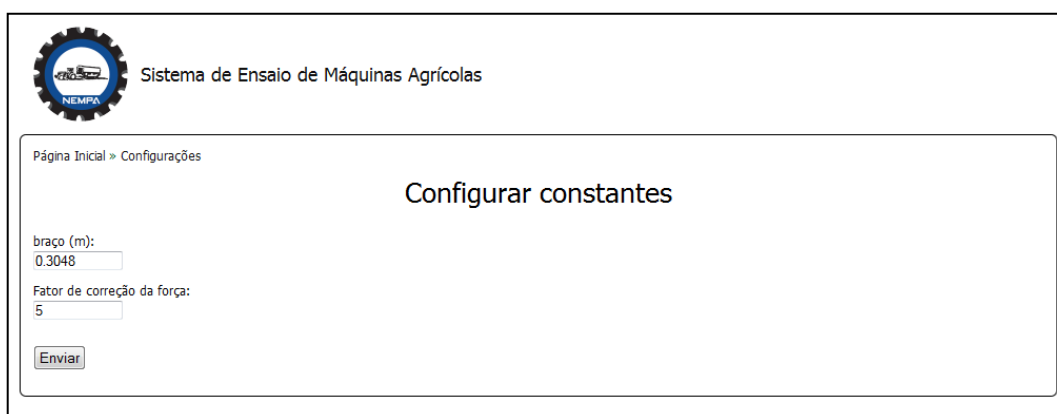 NEMPA
Sistema de Ensaio de Máquinas Agrícolas
Página Inicial » Configurações
Configurar constantes
braço (m):
0.3048
Fator de correção da força:
5
Enviar